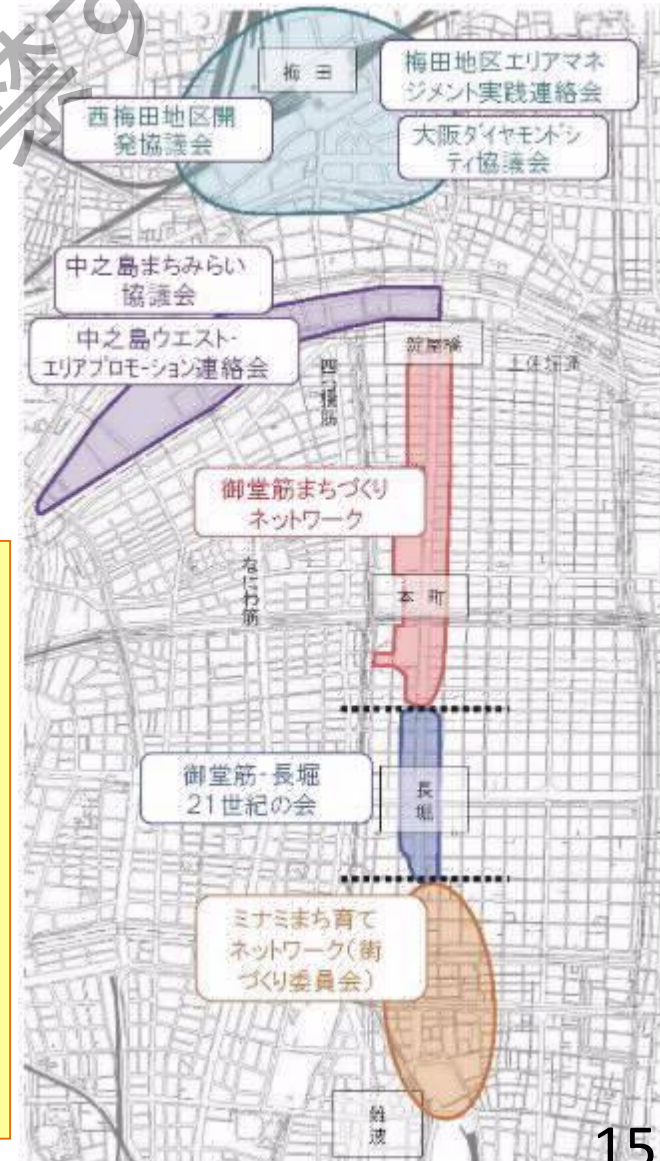 禁す
梅田
梅田地区エリアマネ
ジメント実践連絡会
西梅田地区開
発協議会
大阪ダイヤモンドシ
ティ協議会
中之島まちみらい
協議会
中之島ウエスト・
エリアプロモーション連絡会
淀屋橋
土佐堀通
四つ橋筋
御堂筋まちづくり
ネットワーク
なにわ筋
本町
御堂筋・長堀
21世紀の会
長堀
ミナミまち育て
ネットワーク(街
づくり委員会)
難波
15